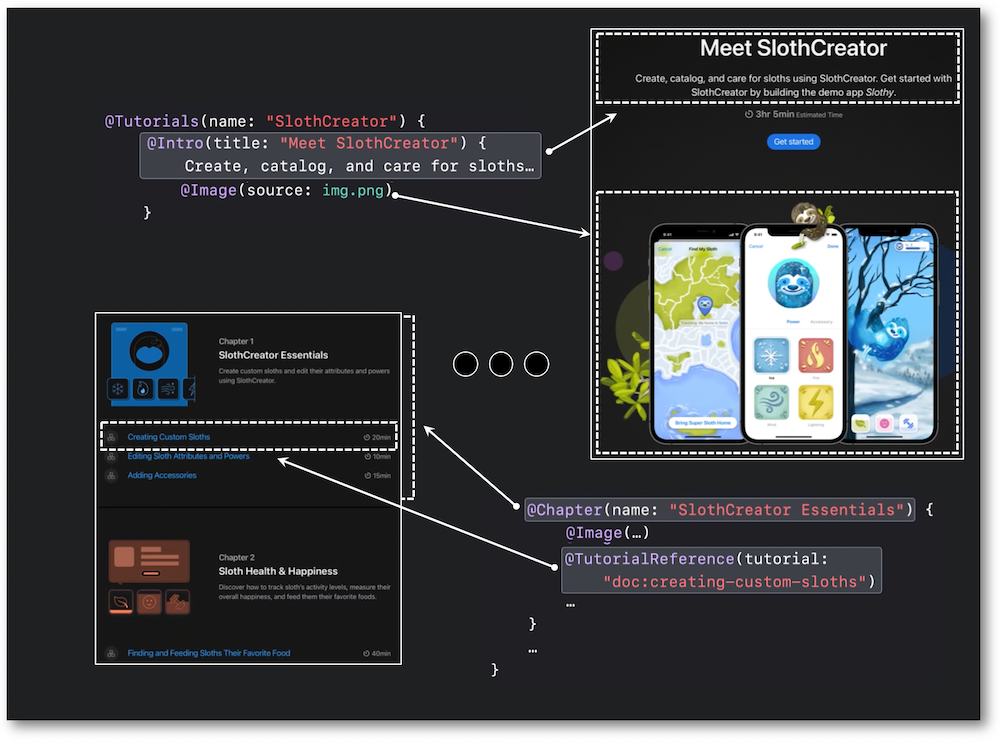 @Tutorials(name: "SlothCreator") {
@Intro(title: "Meet SlothCreator") {
Create, catalog, and care for sloths…
@Image(source: img.png)
}
Meet SlothCreator
Create, catalog, and care for sloths using SlothCreator. Get started with
SlothCreator by building the demo app Slothy.
3hr 5min Estimated Time
Get started
Cancel
Find My Sloth
Bring Super Sloth Home
Cancel
Done
Power
Accessory
Ice
Fire
Wind
Lightning
Chapter 1
SlothCreator Essentials
Create custom sloths and edit their attributes and powers
using SlothCreator.
Creating Custom Sloths
20min
Editing Sloth Attributes and Powers
10min
Adding Accessories
15min
Chapter 2
Sloth Health & Happiness
Discover how to track sloth's activity levels, measure their
overall happiness, and feed them their favorite foods.
Finding and Feeding Sloths Their Favorite Food
40min
@Chapter(name: "SlothCreator Essentials") {
@Image(…)
@TutorialReference(tutorial:
"doc:creating-custom-sloths")
…
}
…
}